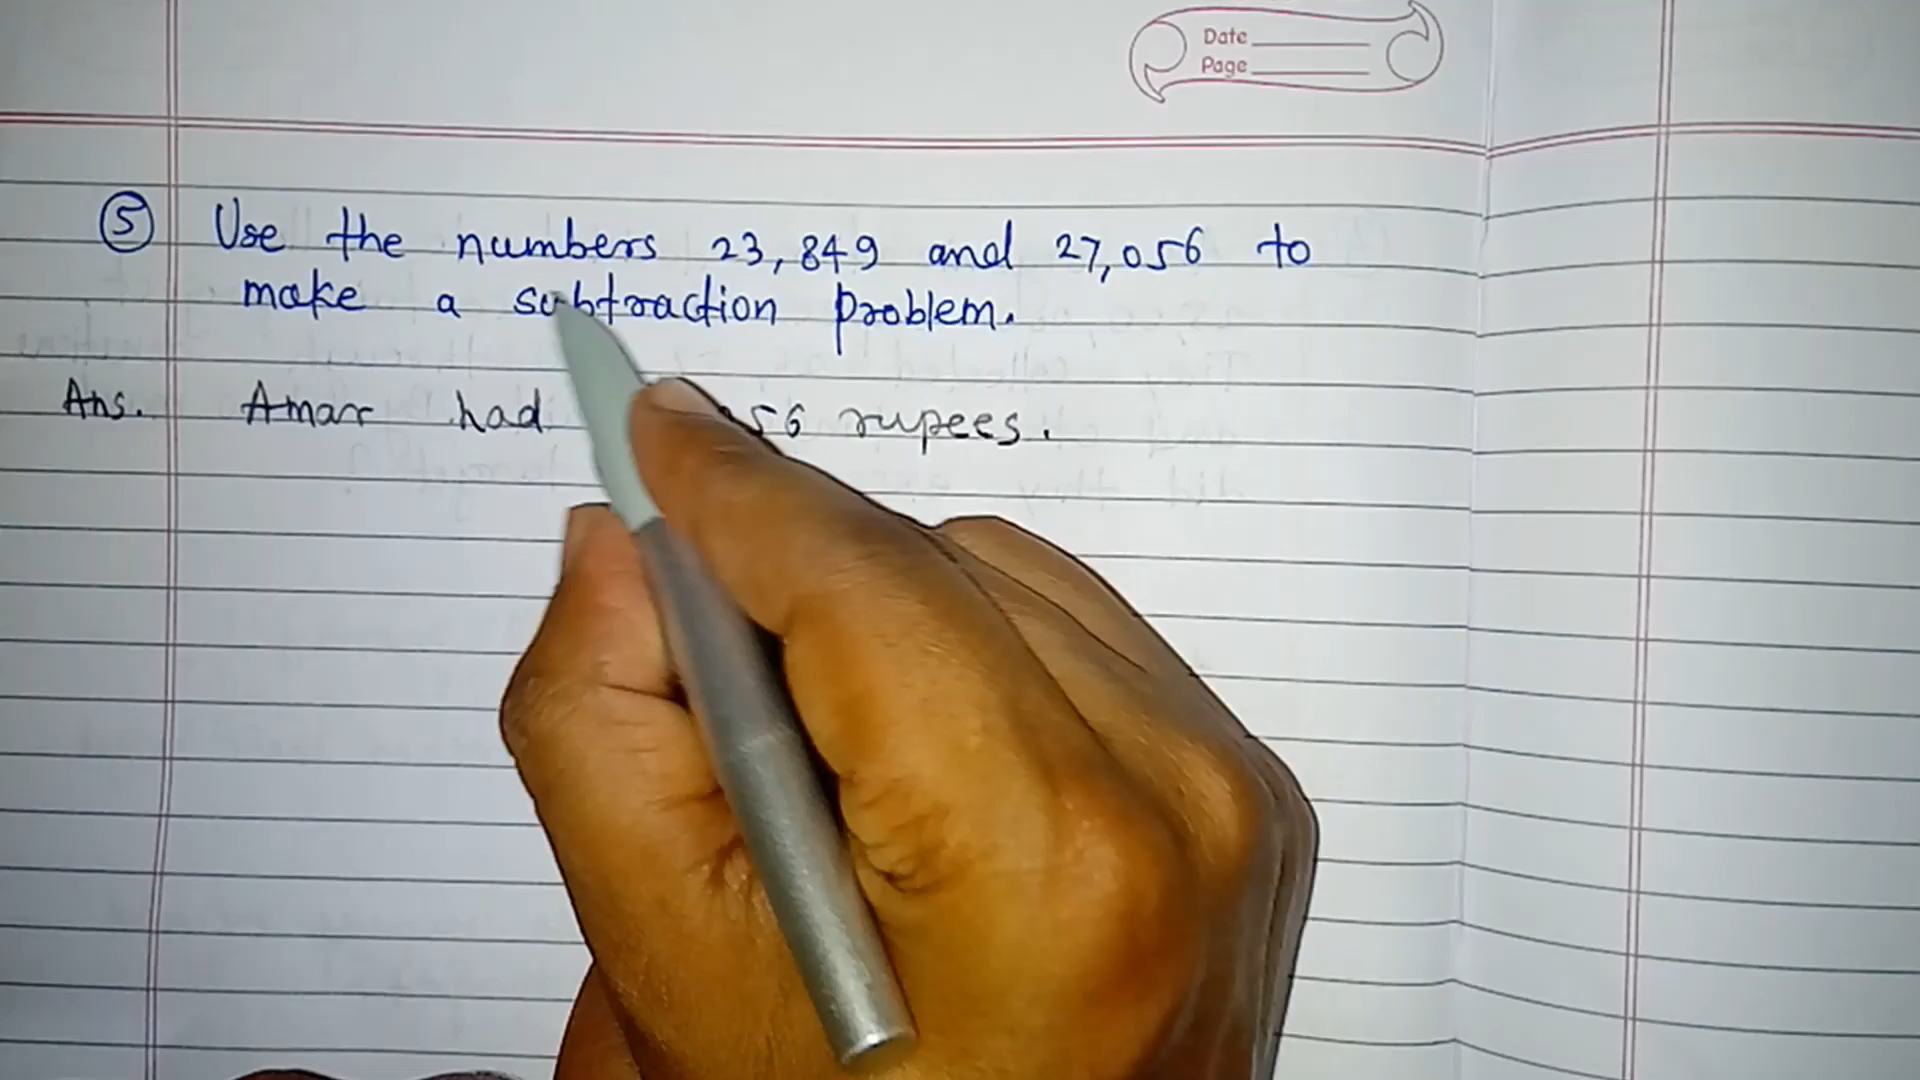 Date
Page
5 Use the numbers 23,849 and 27,056 to
make a subtraction problem.
Ans. Amar had 56 rupees.